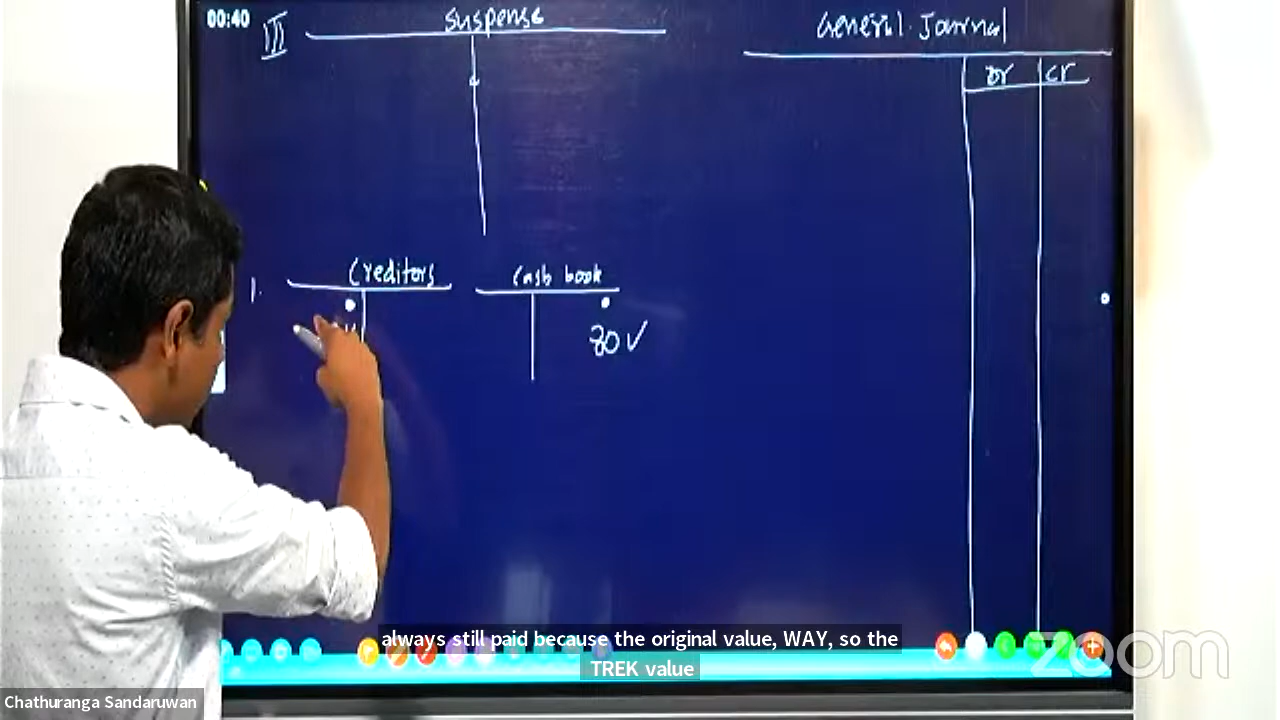 00:40
III
Suspense
General Journal
Dr cr
1.
Creditors
Cash book
80 ✓
always still paid because the original value, WAY, so the
TREK value
zoom
Chathuranga Sandaruwan